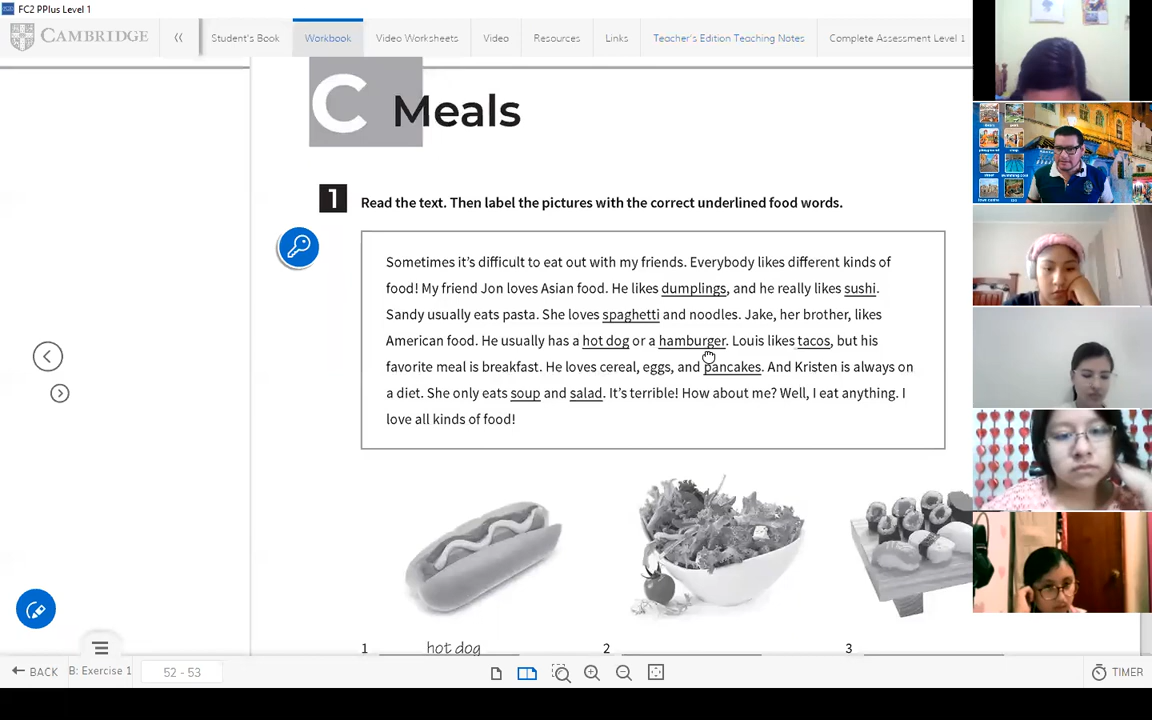 FC2 PPlus Level 1
CAMBRIDGE
Student's Book
Workbook
Video Worksheets
Video
Resources
Links
Teacher's Edition Teaching Notes
Complete Assessment Level 1
C Meals
1 Read the text. Then label the pictures with the correct underlined food words.
Sometimes it's difficult to eat out with my friends. Everybody likes different kinds of
food! My friend Jon loves Asian food. He likes dumplings, and he really likes sushi.
Sandy usually eats pasta. She loves spaghetti and noodles. Jake, her brother, likes
American food. He usually has a hot dog or a hamburger. Louis likes tacos, but his
favorite meal is breakfast. He loves cereal, eggs, and pancakes. And Kristen is always on
a diet. She only eats soup and salad. It's terrible! How about me? Well, I eat anything. I
love all kinds of food!
1 hot dog
2
3
BACK
B: Exercise 1
52 - 53
TIMER